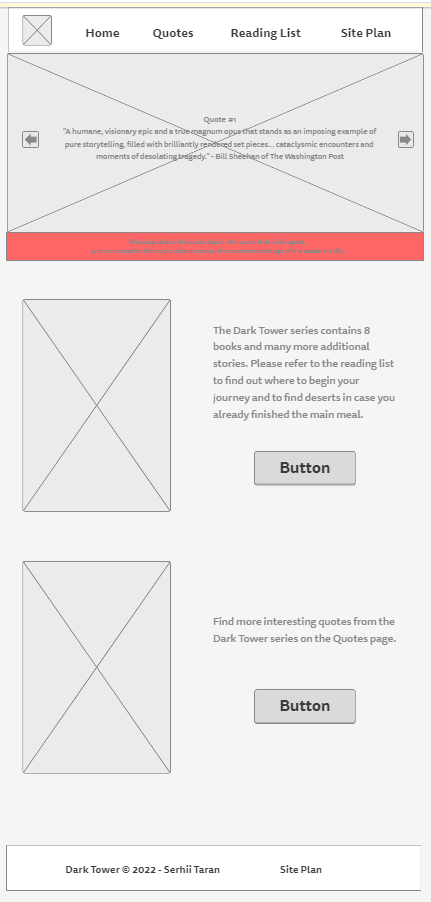 Home Quotes Reading List Site Plan
Quote #1
"A humane, visionary epic and a true magnum opus that stands as an imposing example of
pure storytelling, filled with brilliantly rendered set pieces... cataclysmic encounters and
moments of desolating tragedy." - Bill Sheehan of The Washington Post
The Dark Tower series contains 8
books and many more additional
stories. Please refer to the reading list
to find out where to begin your
journey and to find deserts in case you
already finished the main meal.
Button
Find more interesting quotes from the
Dark Tower series on the Quotes page.
Button
Dark Tower © 2022 - Serhii Taran Site Plan